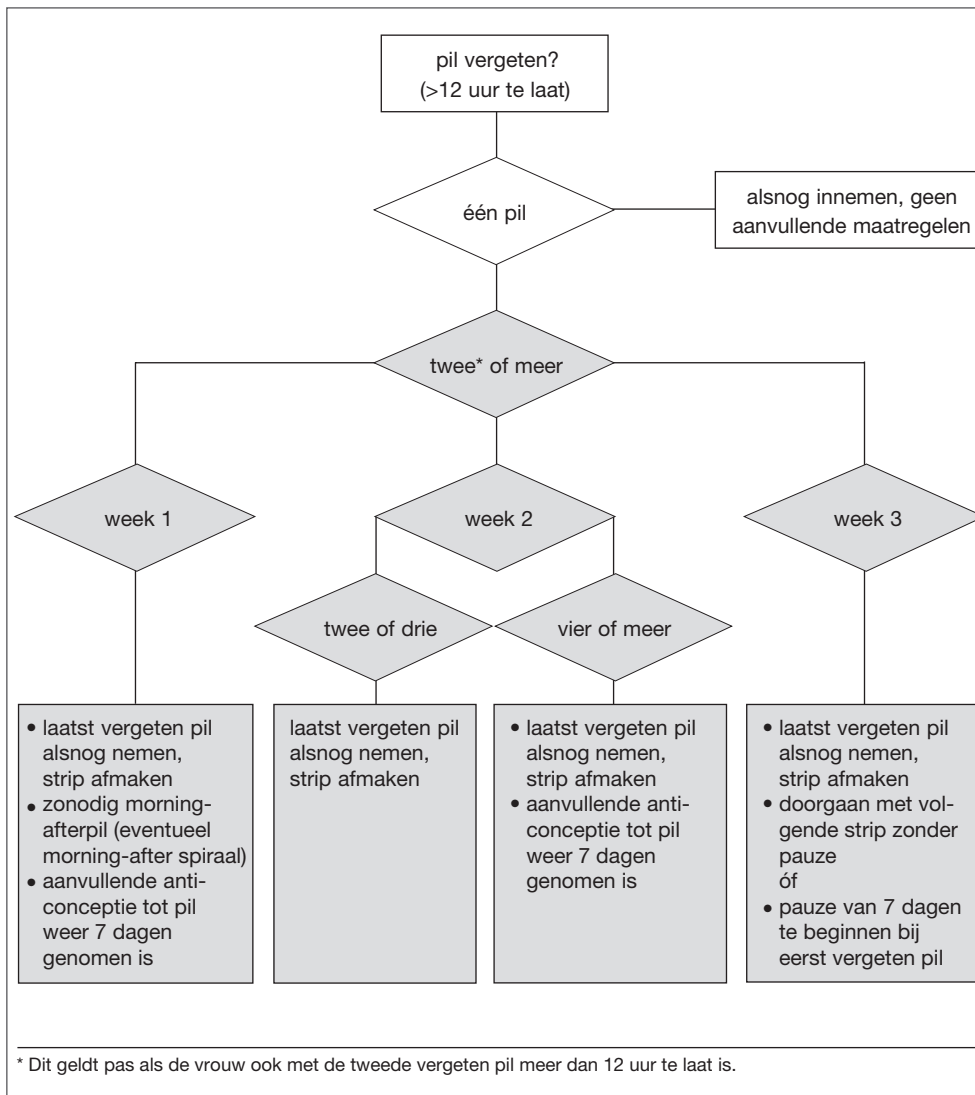 pil vergeten?
(>12 uur te laat)
één pil
alsnog innemen, geen
aanvullende maatregelen
twee* of meer
week 1
week 2
week 3
twee of drie
vier of meer
• laatst vergeten pil
alsnog nemen,
strip afmaken
• zonodig morning-
afterpil (eventueel
morning-after spiraal)
• aanvullende anti-
conceptie tot pil
weer 7 dagen
genomen is
laatst vergeten pil
alsnog nemen,
strip afmaken
• laatst vergeten pil
alsnog nemen,
strip afmaken
• aanvullende anti-
conceptie tot pil
weer 7 dagen
genomen is
• laatst vergeten pil
alsnog nemen,
strip afmaken
• doorgaan met vol-
gende strip zonder
pauze
óf
• pauze van 7 dagen
te beginnen bij
eerst vergeten pil
* Dit geldt pas als de vrouw ook met de tweede vergeten pil meer dan 12 uur te laat is.